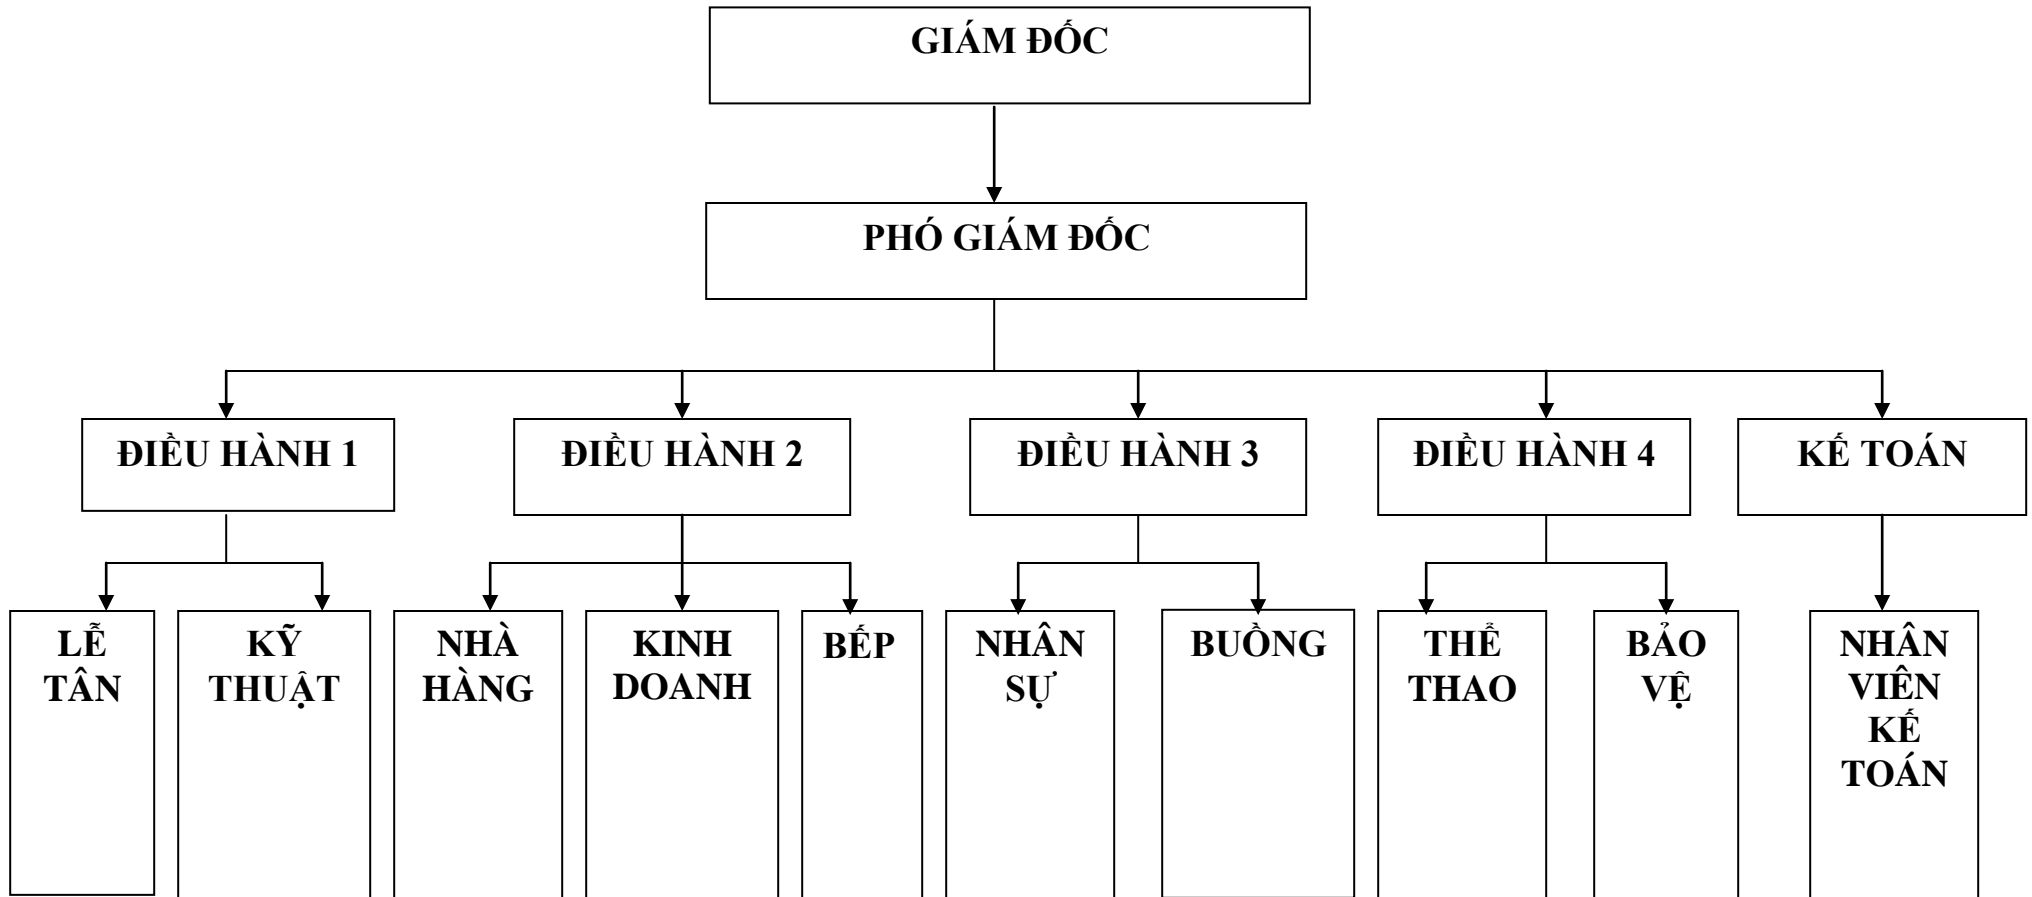 GIÁM ĐỐC
PHÓ GIÁM ĐỐC
ĐIỀU HÀNH 1
ĐIỀU HÀNH 2
ĐIỀU HÀNH 3
ĐIỀU HÀNH 4
KẾ TOÁN
LỄ
TÂN
KỸ
THUẬT
NHÀ
HÀNG
KINH
DOANH
BẾP
NHÂN
SỰ
BUỒNG
THỂ
THAO
BẢO
VỆ
NHÂN
VIÊN
KẾ
TOÁN